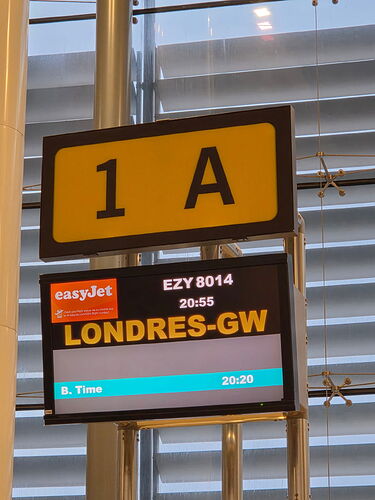 1 A
easyJet
EZY 8014
20:55
LONDRES-GW
B. Time 20:20